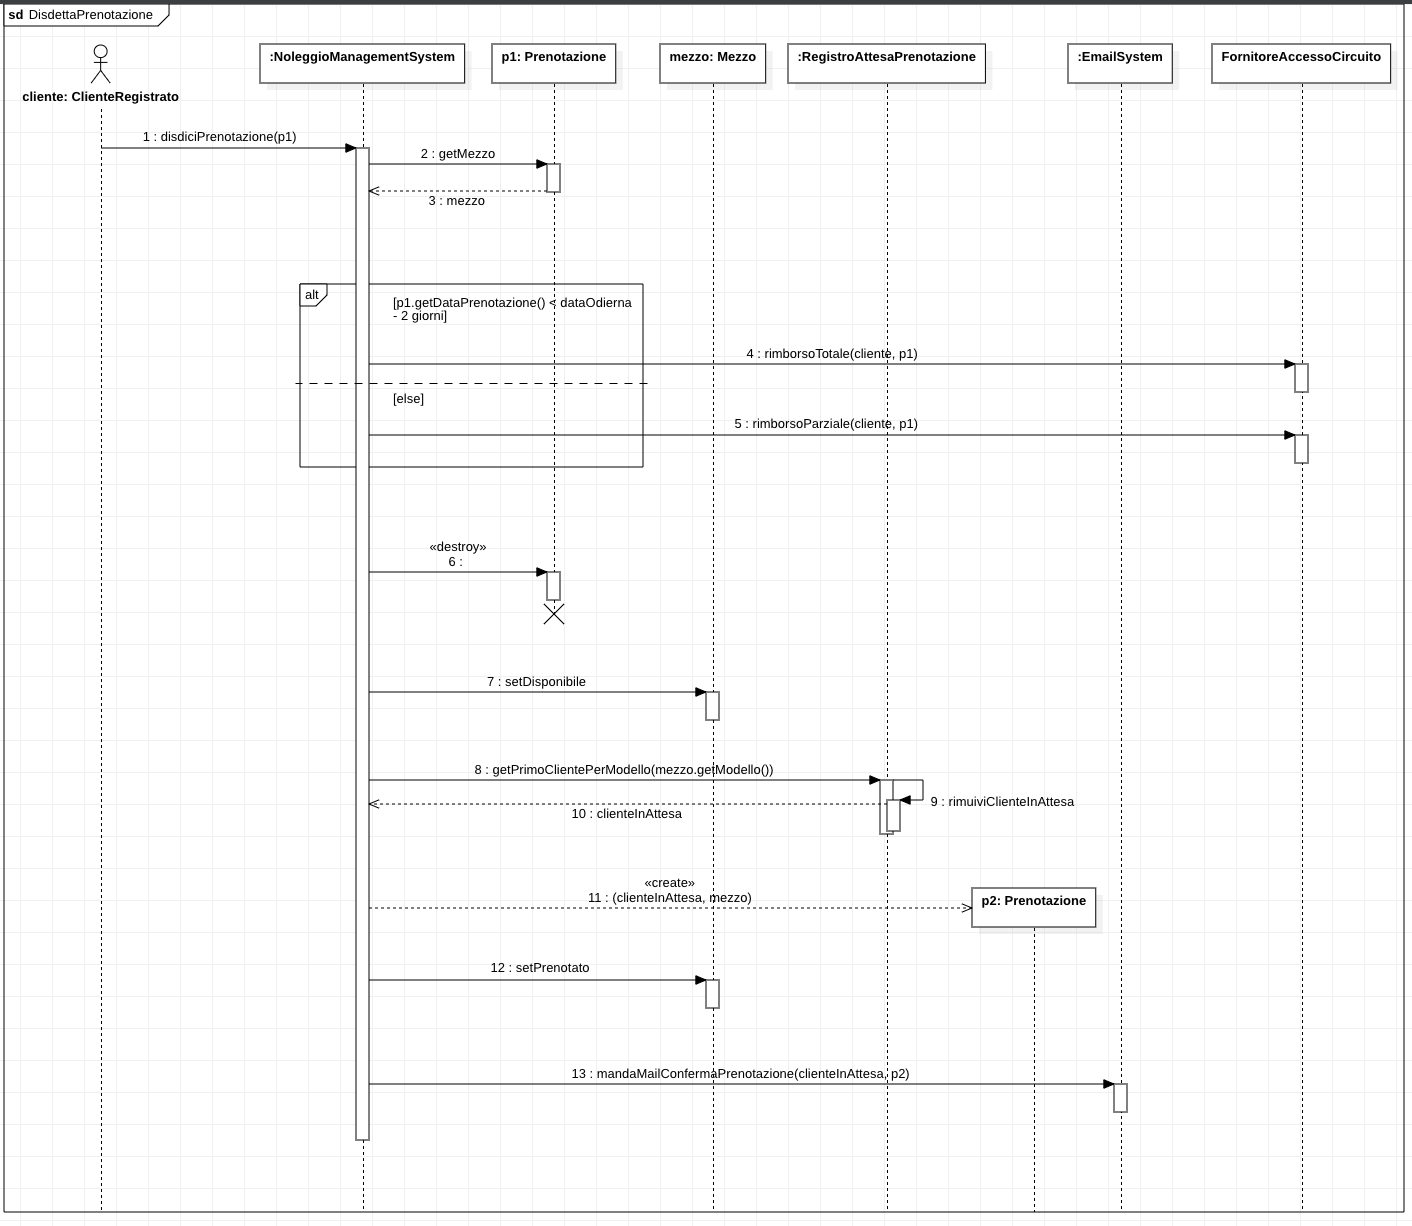 sd DisdettaPrenotazione
:NoleggioManagementSystem
p1: Prenotazione
mezzo: Mezzo
:RegistroAttesaPrenotazione
:EmailSystem
FornitoreAccessoCircuito
cliente: ClienteRegistrato
1 : disdiciPrenotazione(p1)
2 : getMezzo
3 : mezzo
alt
[p1.getDataPrenotazione() < dataOdierna
- 2 giorni]
4 : rimborsoTotale(cliente, p1)
[else]
5 : rimborsoParziale(cliente, p1)
«destroy»
6 :
7 : setDisponibile
8 : getPrimoClientePerModello(mezzo.getModello())
9 : rimuiviClienteInAttesa
10 : clienteInAttesa
«create»
11 : (clienteInAttesa, mezzo)
p2: Prenotazione
12 : setPrenotato
13 : mandaMailConfermaPrenotazione(clienteInAttesa, p2)